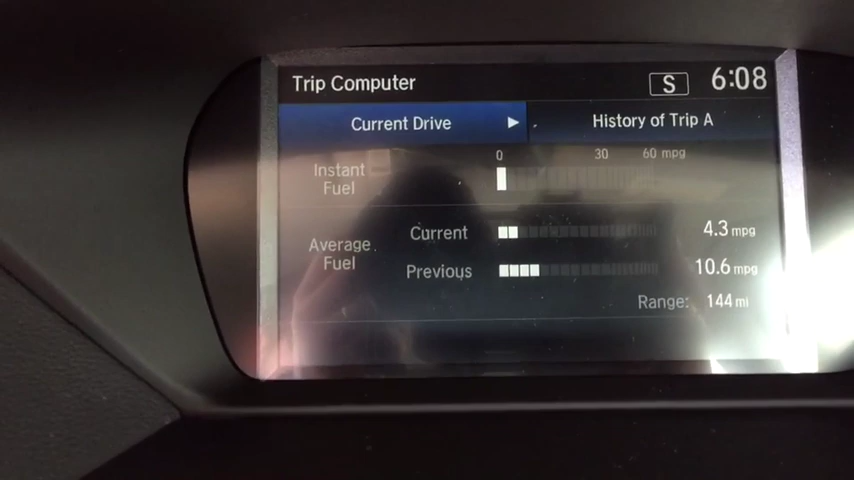 Trip Computer S 6:08
Current Drive ▶ History of Trip A
0 30 60 mpg
Instant
Fuel
Current 4.3 mpg
Average
Fuel
Previous 10.6 mpg
Range: 144 mi